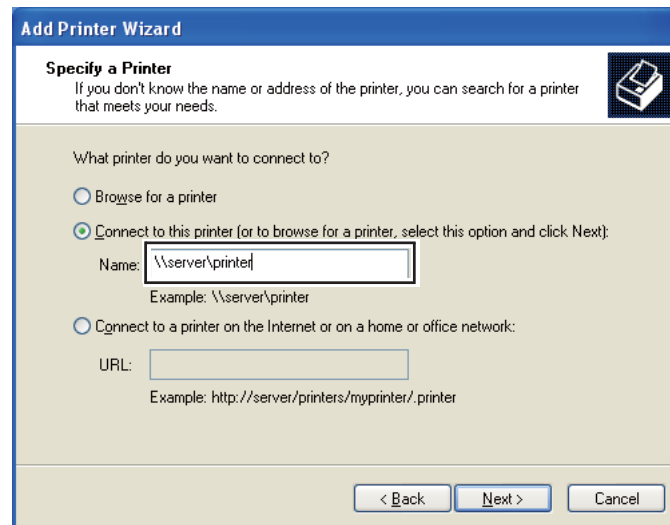 Add Printer Wizard
Specify a Printer
If you don't know the name or address of the printer, you can search for a printer
that meets your needs.
What printer do you want to connect to?
Browse for a printer
Connect to this printer (or to browse for a printer, select this option and click Next):
Name: \\server\printer
Example: \\server\printer
Connect to a printer on the Internet or on a home or office network:
URL:
Example: http://server/printers/myprinter/.printer
< Back Next > Cancel